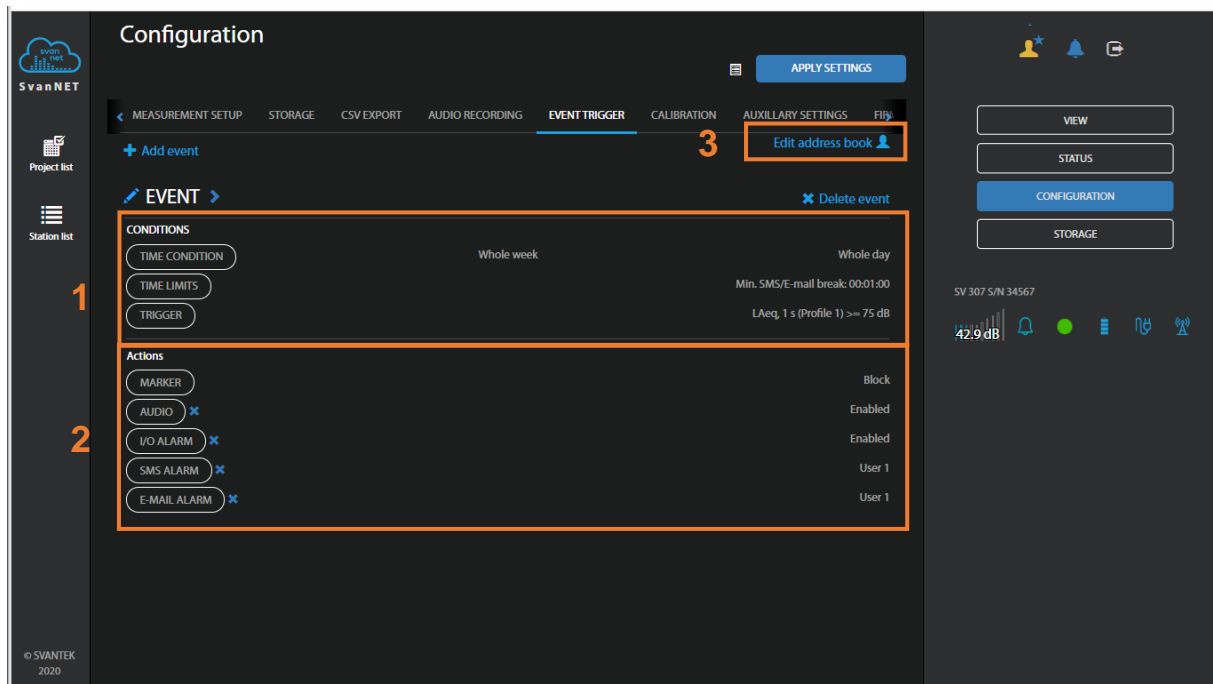 svan
net
SvanNET
Project list
Station list
© SVANTEK
2020
Configuration
APPLY SETTINGS
MEASUREMENT SETUP STORAGE CSV EXPORT AUDIO RECORDING EVENT TRIGGER CALIBRATION AUXILLARY SETTINGS
3
Edit address book
Add event
EVENT
Delete event
1
CONDITIONS
TIME CONDITION Whole week Whole day
TIME LIMITS Min. SMS/E-mail break: 00:01:00
TRIGGER LAeq, 1 s (Profile 1) >= 75 dB
2
Actions
MARKER Block
AUDIO Enabled
I/O ALARM Enabled
SMS ALARM User 1
E-MAIL ALARM User 1
VIEW
STATUS
CONFIGURATION
STORAGE
SV 307 S/N 34567
42.9 dB